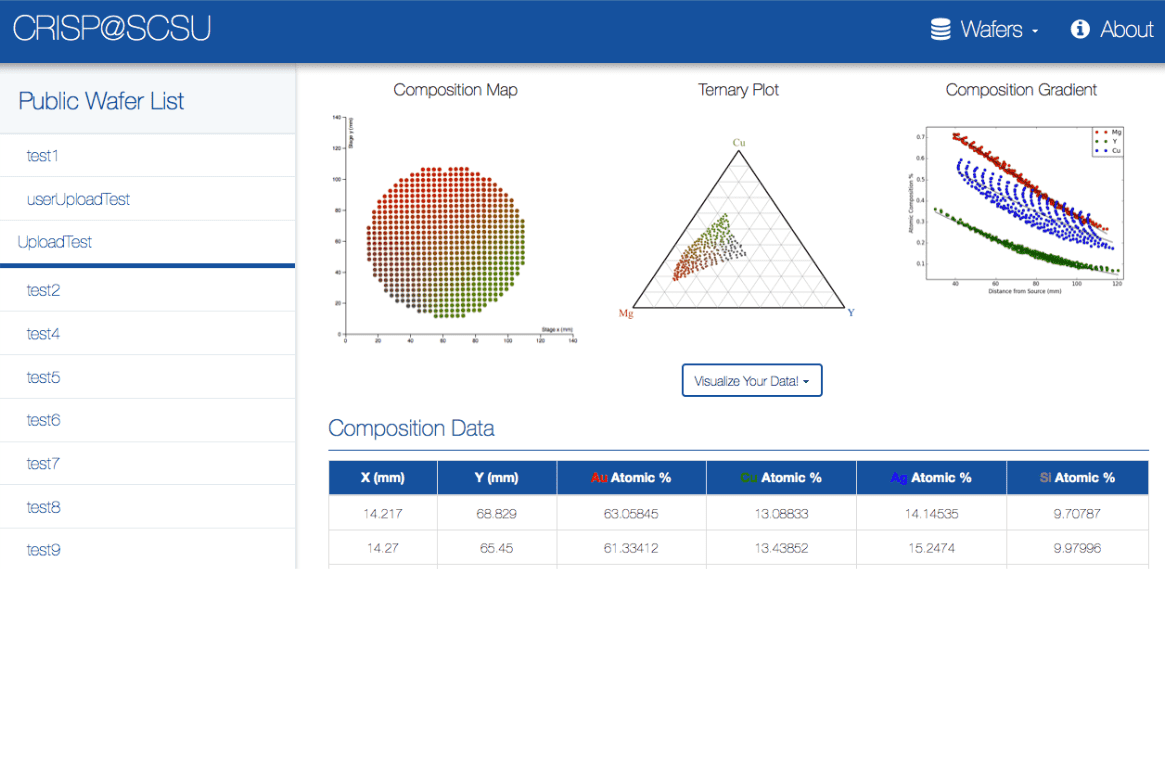 CRISP@SCSU
Wafers
About
Public Wafer List
test1
userUploadTest
UploadTest
test2
test4
test5
test6
test7
test8
test9
Composition Map
Stage y (mm)
140
120
100
80
60
40
20
0
0 20 40 60 80 100 120 140
Stage x (mm)
Ternary Plot
Cu
Mg
Y
Composition Gradient
Mg
Y
Cu
Atomic Composition %
0.7
0.6
0.5
0.4
0.3
0.2
0.1
40 60 80 100 120
Distance from Source (mm)
Visualize Your Data!
Composition Data
X (mm) Y (mm) Au Atomic % Cu Atomic % Ag Atomic % Si Atomic %
14.217 68.829 63.05845 13.08833 14.14535 9.70787
14.27 65.45 61.33412 13.43852 15.2474 9.97996